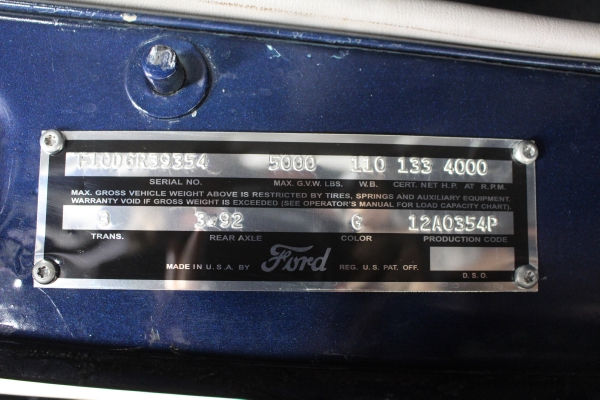 F10D6R39354 5000 110 133 4000
SERIAL NO. MAX. G.V.W. LBS. W.B. CERT. NET H.P. AT R.P.M.
MAX. GROSS VEHICLE WEIGHT ABOVE IS RESTRICTED BY TIRES, SPRINGS AND AUXILIARY EQUIPMENT.
WARRANTY VOID IF GROSS WEIGHT IS EXCEEDED (SEE OPERATOR'S MANUAL FOR LOAD CAPACITY CHART).
3.92 G 12A0354P
TRANS. REAR AXLE COLOR PRODUCTION CODE
MADE IN U.S.A. BY Ford REG. U.S. PAT. OFF.
D.S.O.